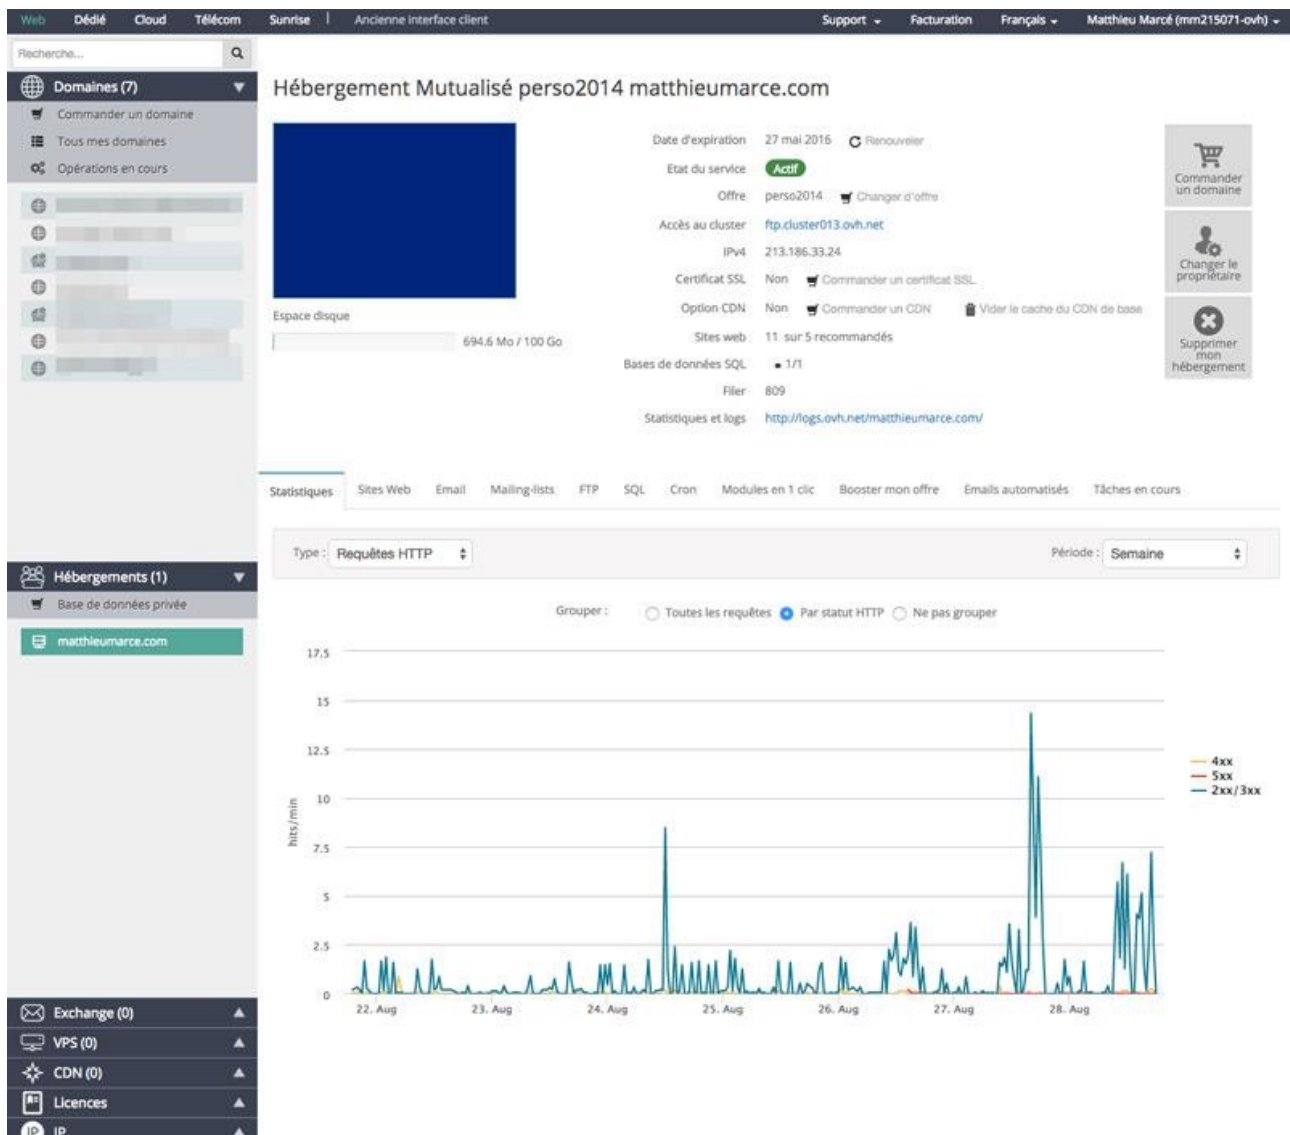 Web Dédié Cloud Télécom Sunrise | Ancienne interface client Support Facturation Français Matthieu Marcé (mm215071-ovh)
Recherche...
Domaines (7)
Commander un domaine
Tous mes domaines
Opérations en cours
Hébergements (1)
Base de données privée
matthieumarce.com
Exchange (0)
VPS (0)
CDN (0)
Licences
IP IP
Hébergement Mutualisé perso2014 matthieumarce.com
Espace disque
694.6 Mo / 100 Go
Date d'expiration 27 mai 2016 Renouveler
Etat du service Actif
Offre perso2014 Changer d'offre
Accès au cluster ftp.cluster013.ovh.net
IPv4 213.186.33.24
Certificat SSL Non Commander un certificat SSL
Option CDN Non Commander un CDN Vider le cache du CDN de base
Sites web 11 sur 5 recommandés
Bases de données SQL • 1/1
Filer 809
Statistiques et logs http://logs.ovh.net/matthieumarce.com/
Commander
un domaine
Changer le
propriétaire
Supprimer
mon
hébergement
Statistiques Sites Web Email Mailing-lists FTP SQL Cron Modules en 1 clic Booster mon offre Emails automatisés Tâches en cours
Type : Requêtes HTTP Période : Semaine
Grouper : Toutes les requêtes Par statut HTTP Ne pas grouper
hits/min
17.5
15
12.5
10
7.5
5
2.5
0
22. Aug 23. Aug 24. Aug 25. Aug 26. Aug 27. Aug 28. Aug
4xx
5xx
2xx/3xx